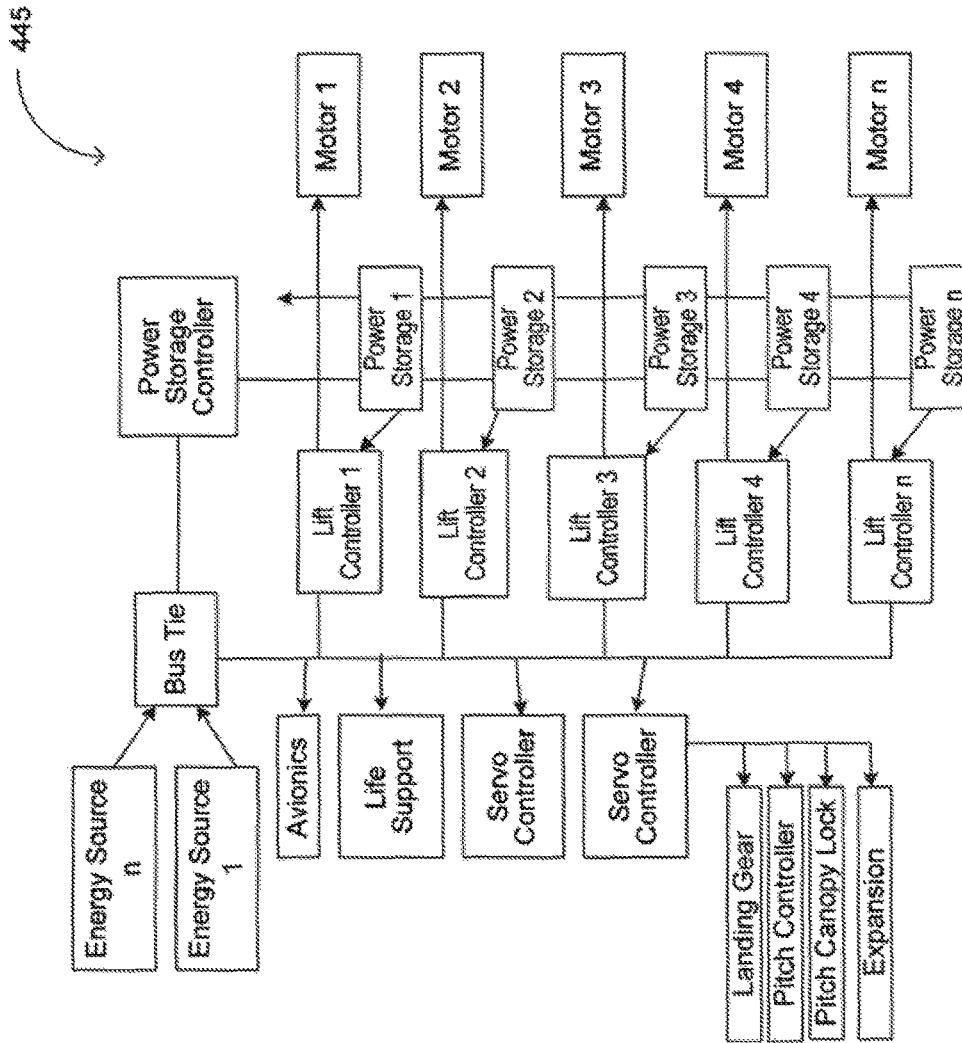 445
Motor 1
Motor 2
Motor 3
Motor 4
Motor n
Power
Storage
Controller
Power
Storage 1
Power
Storage 2
Power
Storage 3
Power
Storage 4
Power
Storage n
Lift
Controller 1
Lift
Controller 2
Lift
Controller 3
Lift
Controller 4
Lift
Controller n
Bus Tie
Energy Source
n
Energy Source
1
Avionics
Life
Support
Servo
Controller
Servo
Controller
Landing Gear
Pitch Controller
Pitch Canopy Lock
Expansion